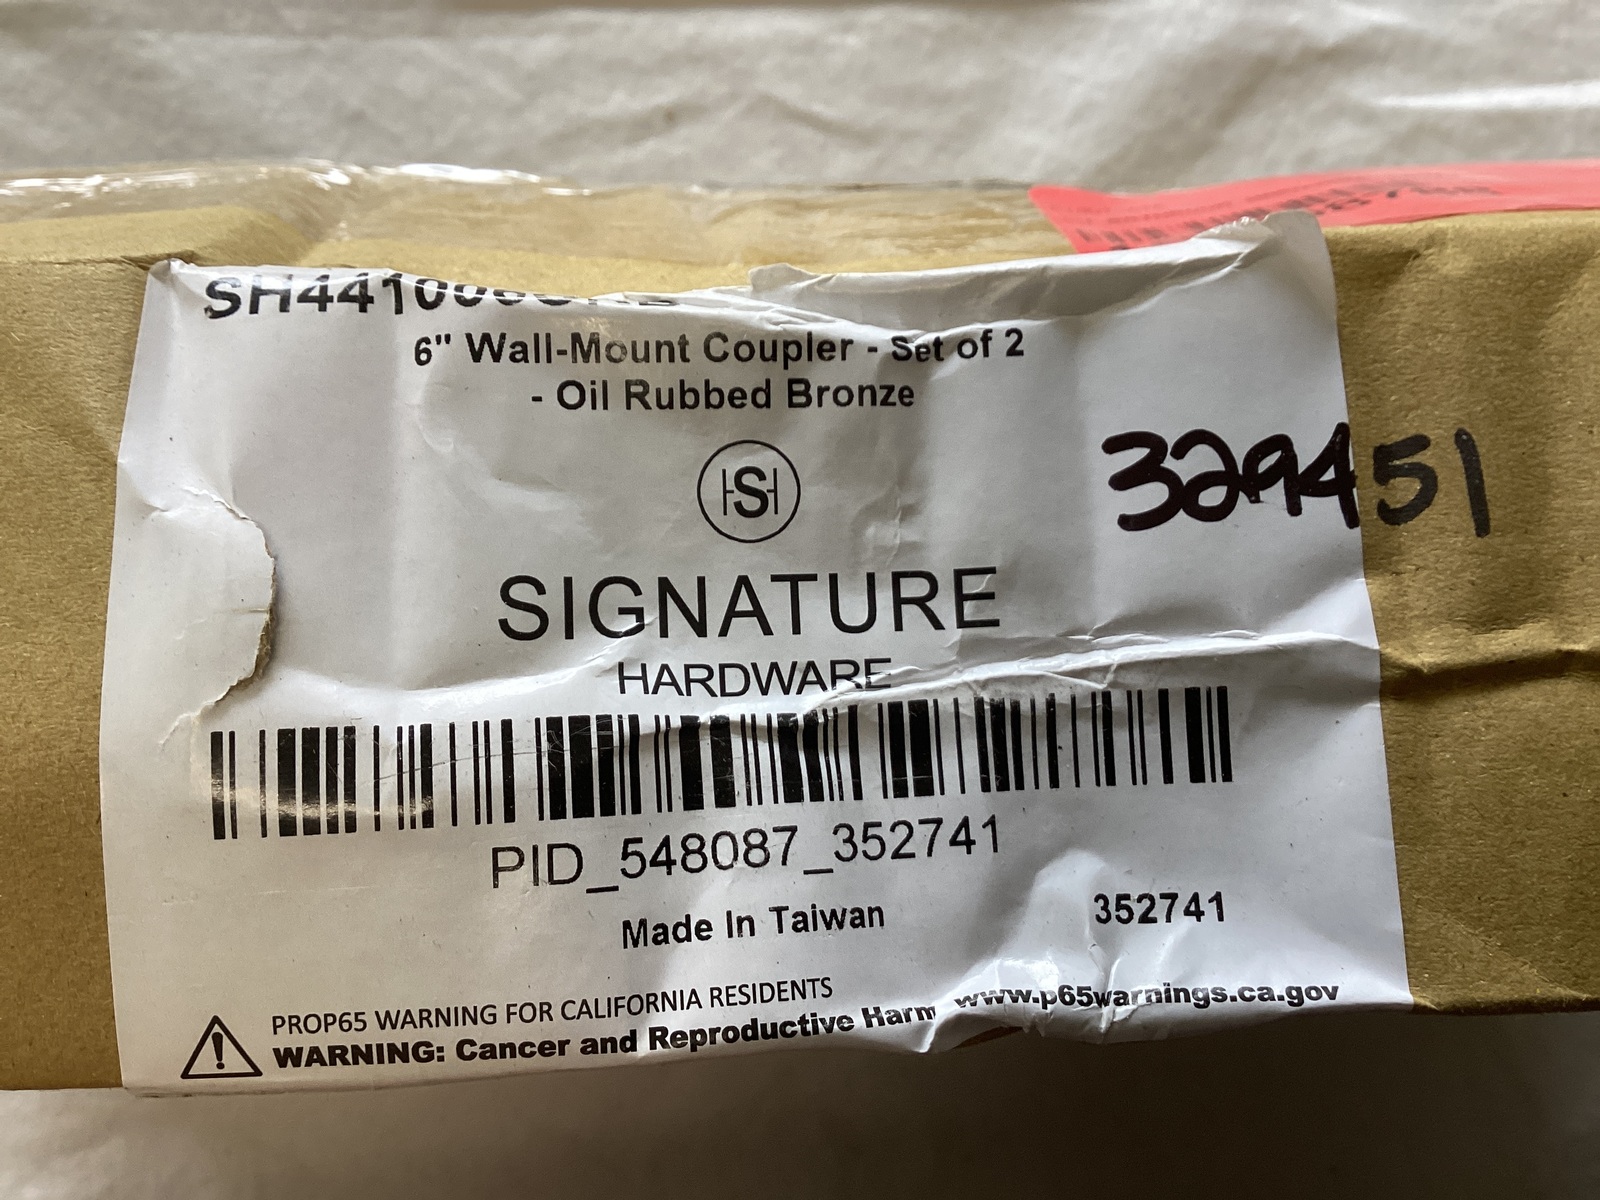 6" Wall-Mount Coupler - Set of 2
- Oil Rubbed Bronze
HSH
329451
SIGNATURE
HARDWARE
PID_548087_352741
Made In Taiwan
352741
PROP65 WARNING FOR CALIFORNIA RESIDENTS
WARNING: Cancer and Reproductive Harm www.p65warnings.ca.gov